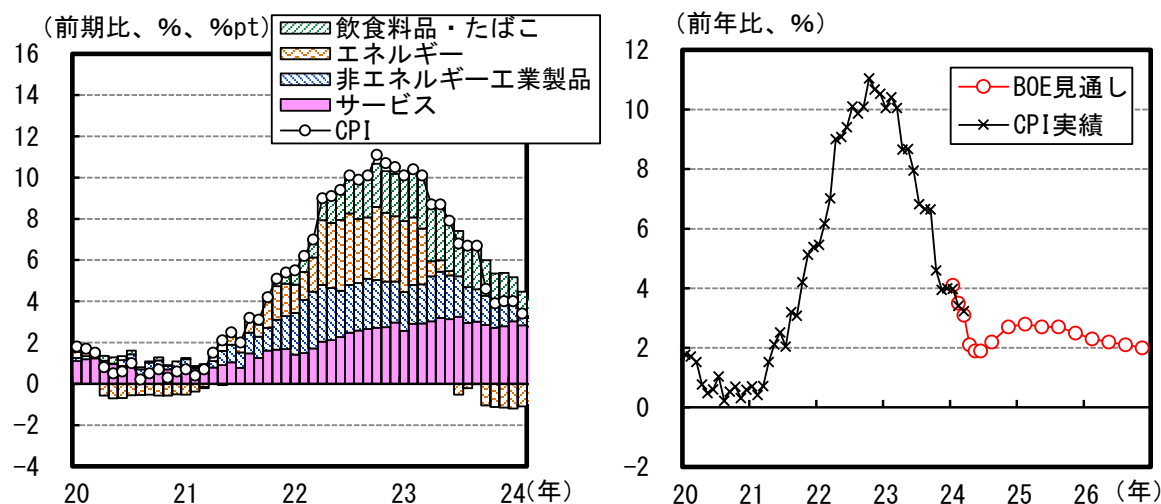 (前期比、%、%pt)
飲食料品・たばこ
エネルギー
非エネルギー工業製品
サービス
CPI
16
14
12
10
8
6
4
2
0
−2
−4
20 21 22 23 24(年)
(前年比、%)
BOE見通し
CPI実績
12
10
8
6
4
2
0
−2
20 21 22 23 24 25 26 (年)